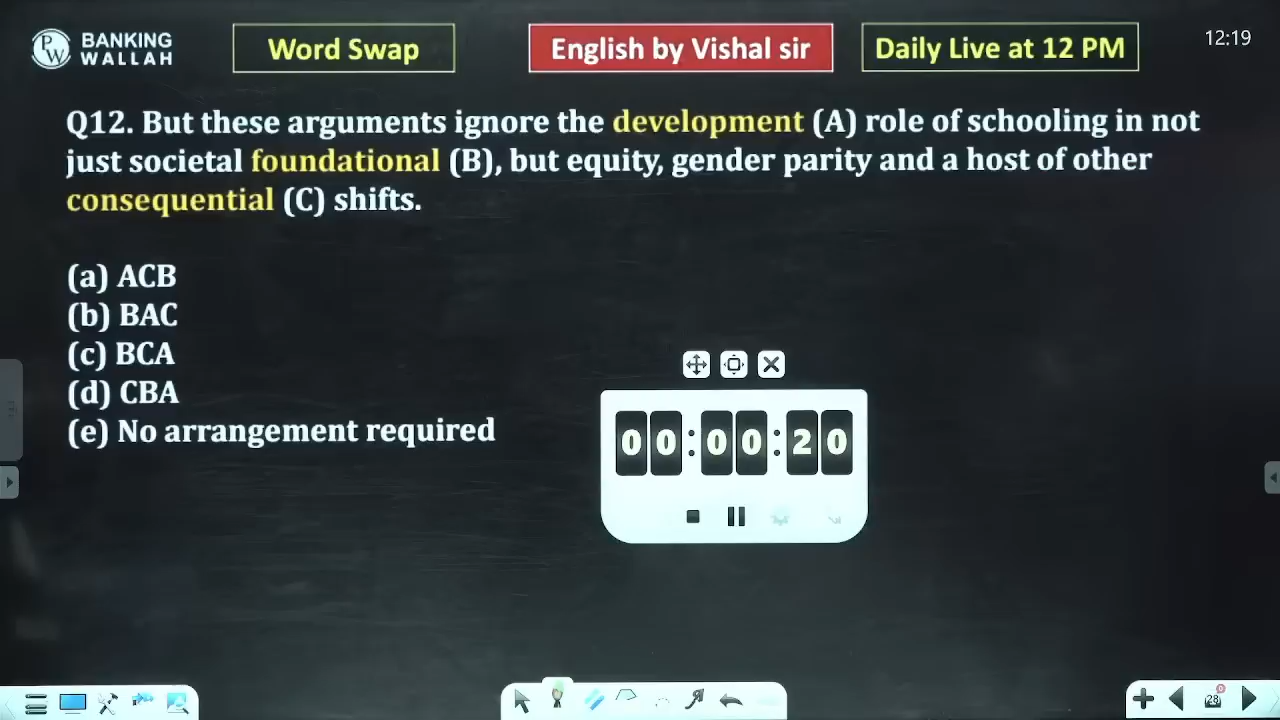 PW BANKING WALLAH
Word Swap
English by Vishal sir
Daily Live at 12 PM
12:19
Q12. But these arguments ignore the development (A) role of schooling in not
just societal foundational (B), but equity, gender parity and a host of other
consequential (C) shifts.
(a) ACB
(b) BAC
(c) BCA
(d) CBA
(e) No arrangement required
00:00:20
28